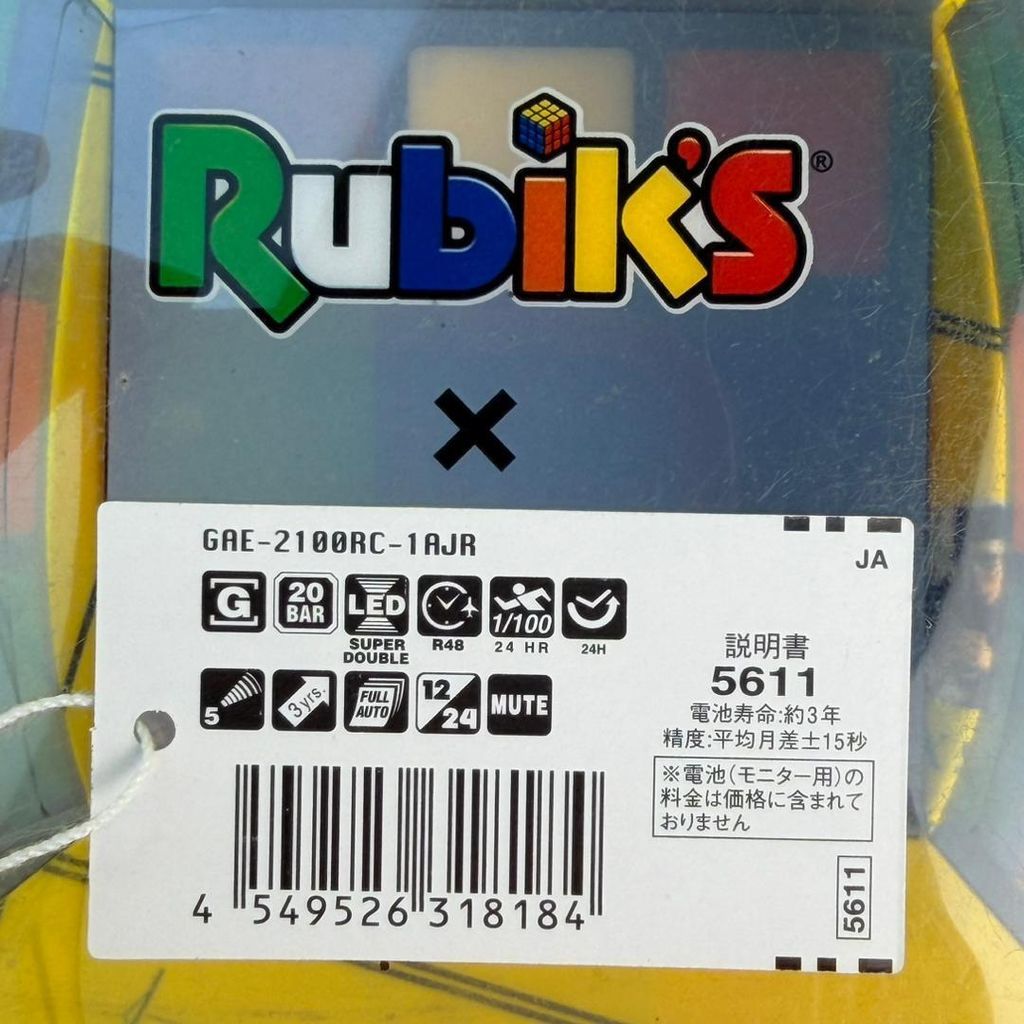 Rubik's®
×
GAE-2100RC-1AJR
JA
G
20 BAR
LED
SUPER DOUBLE
R48
1/100
24 HR
24H
5
3 yrs.
FULL AUTO
12/24
MUTE
説明書
5611
電池寿命:約3年
精度:平均月差±15秒
※電池(モニター用)の
料金は価格に含まれて
おりません
4 549526 318184
5611